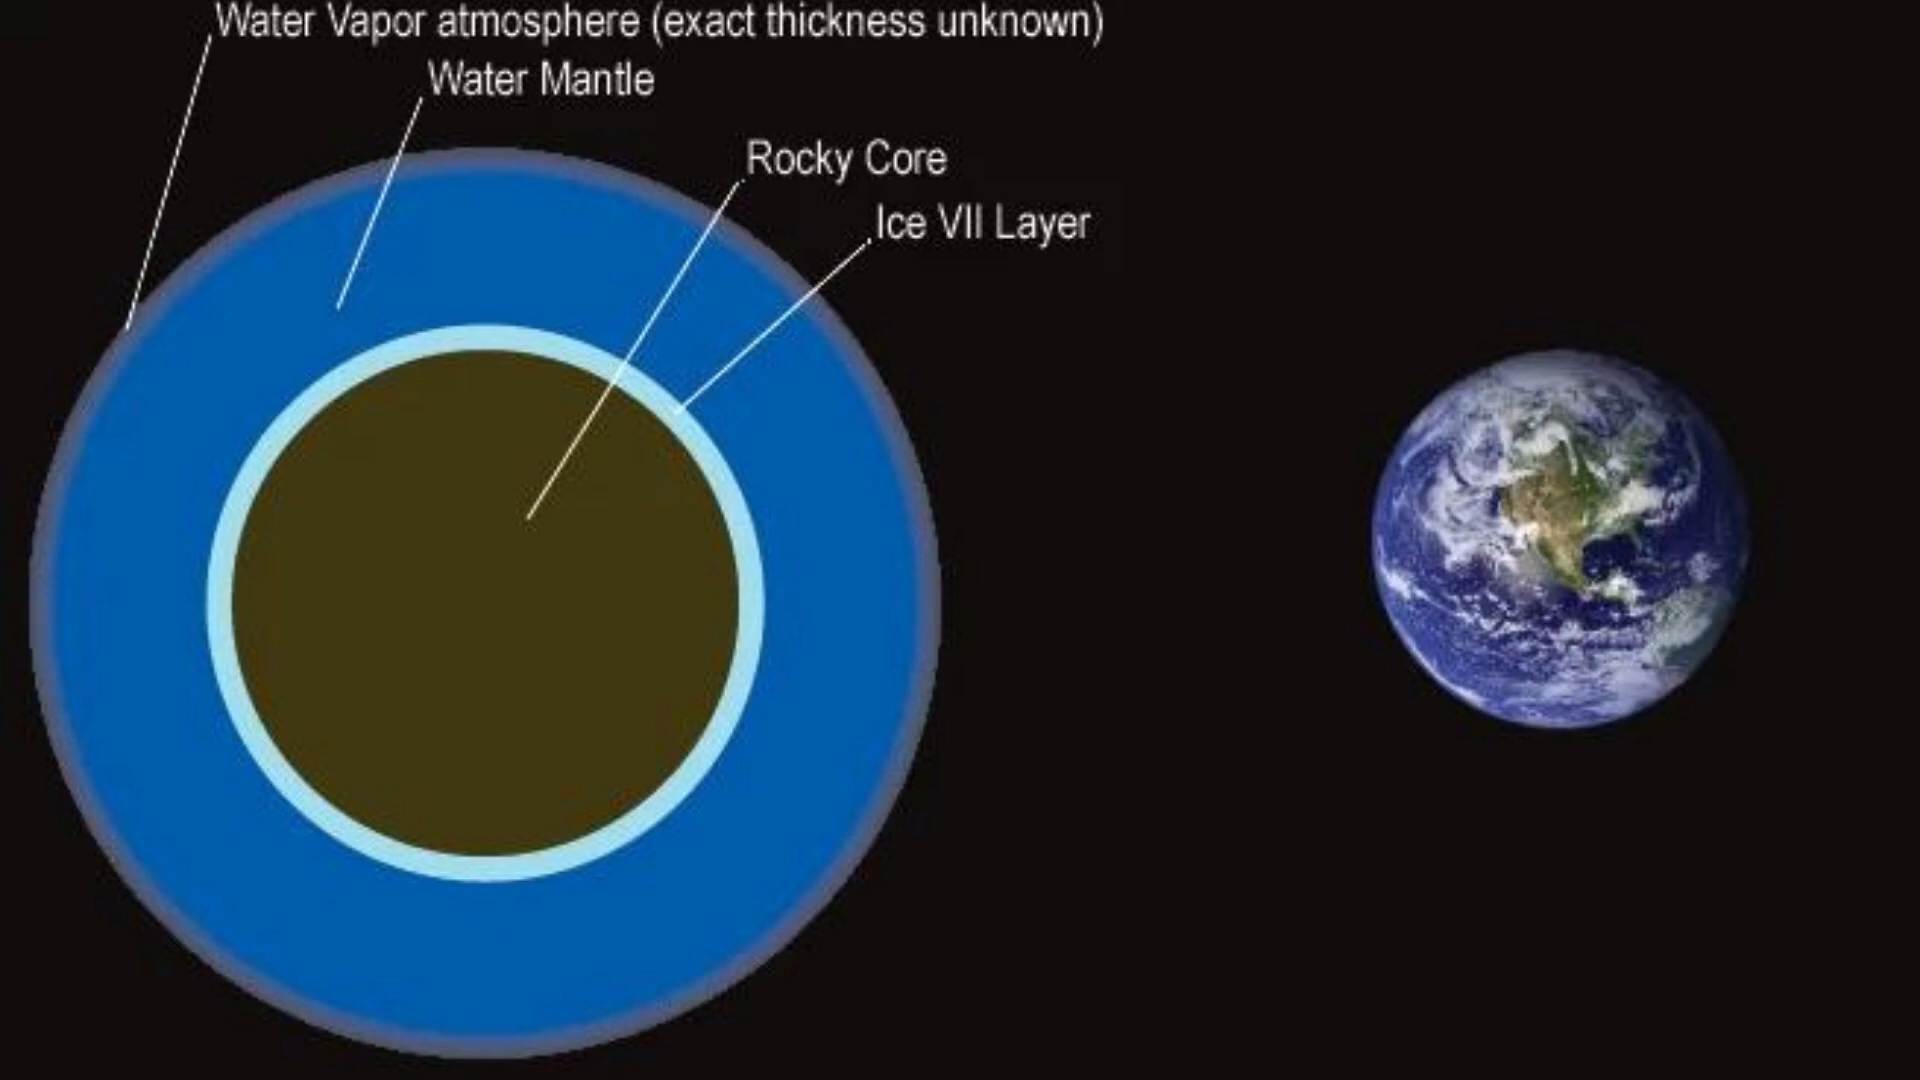 Water Vapor atmosphere (exact thickness unknown)
Water Mantle
Rocky Core
Ice VII Layer